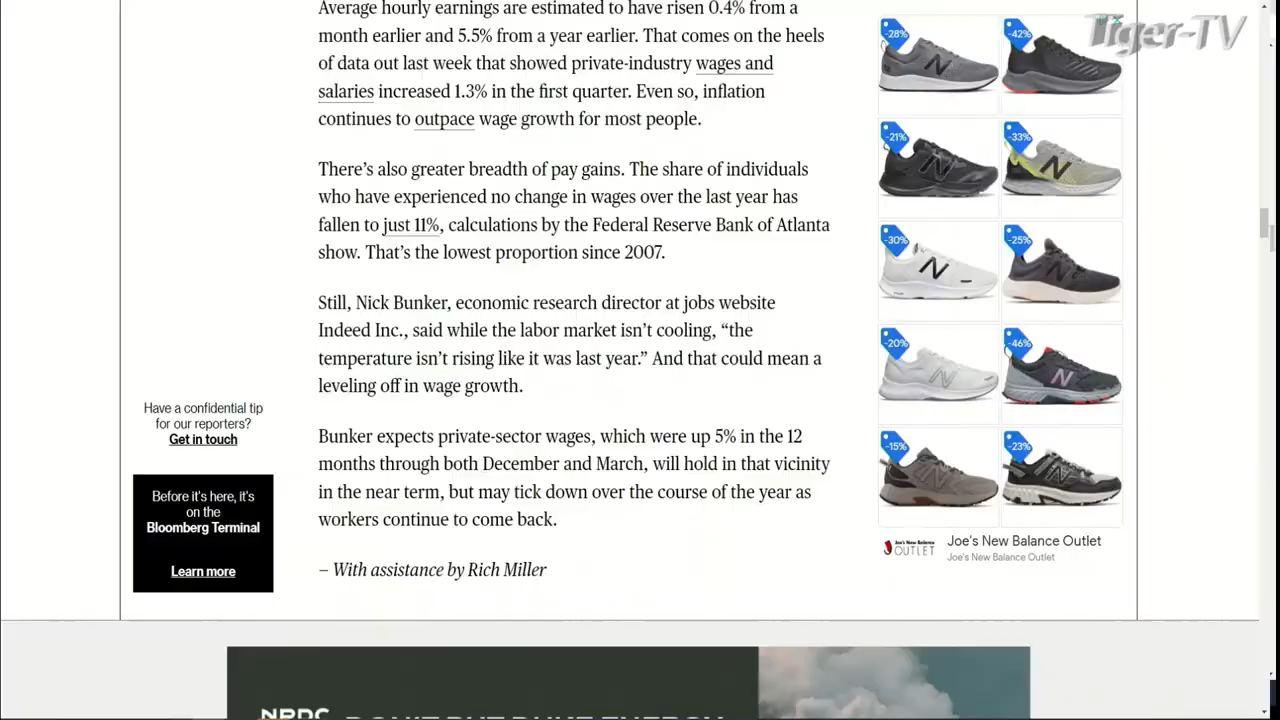 Average hourly earnings are estimated to have risen 0.4% from a
month earlier and 5.5% from a year earlier. That comes on the heels
of data out last week that showed private-industry wages and
salaries increased 1.3% in the first quarter. Even so, inflation
continues to outpace wage growth for most people.
There’s also greater breadth of pay gains. The share of individuals
who have experienced no change in wages over the last year has
fallen to just 11%, calculations by the Federal Reserve Bank of Atlanta
show. That’s the lowest proportion since 2007.
Still, Nick Bunker, economic research director at jobs website
Indeed Inc., said while the labor market isn’t cooling, “the
temperature isn’t rising like it was last year.” And that could mean a
leveling off in wage growth.
Bunker expects private-sector wages, which were up 5% in the 12
months through both December and March, will hold in that vicinity
in the near term, but may tick down over the course of the year as
workers continue to come back.
– With assistance by Rich Miller
Have a confidential tip
for our reporters?
Get in touch
Before it's here, it's
on the
Bloomberg Terminal
Learn more
Tiger-TV
-28%
-42%
-21%
-33%
-30%
-25%
-20%
-46%
-15%
-23%
Joe's New Balance
OUTLET
Joe's New Balance Outlet
Joe's New Balance Outlet
NRDC